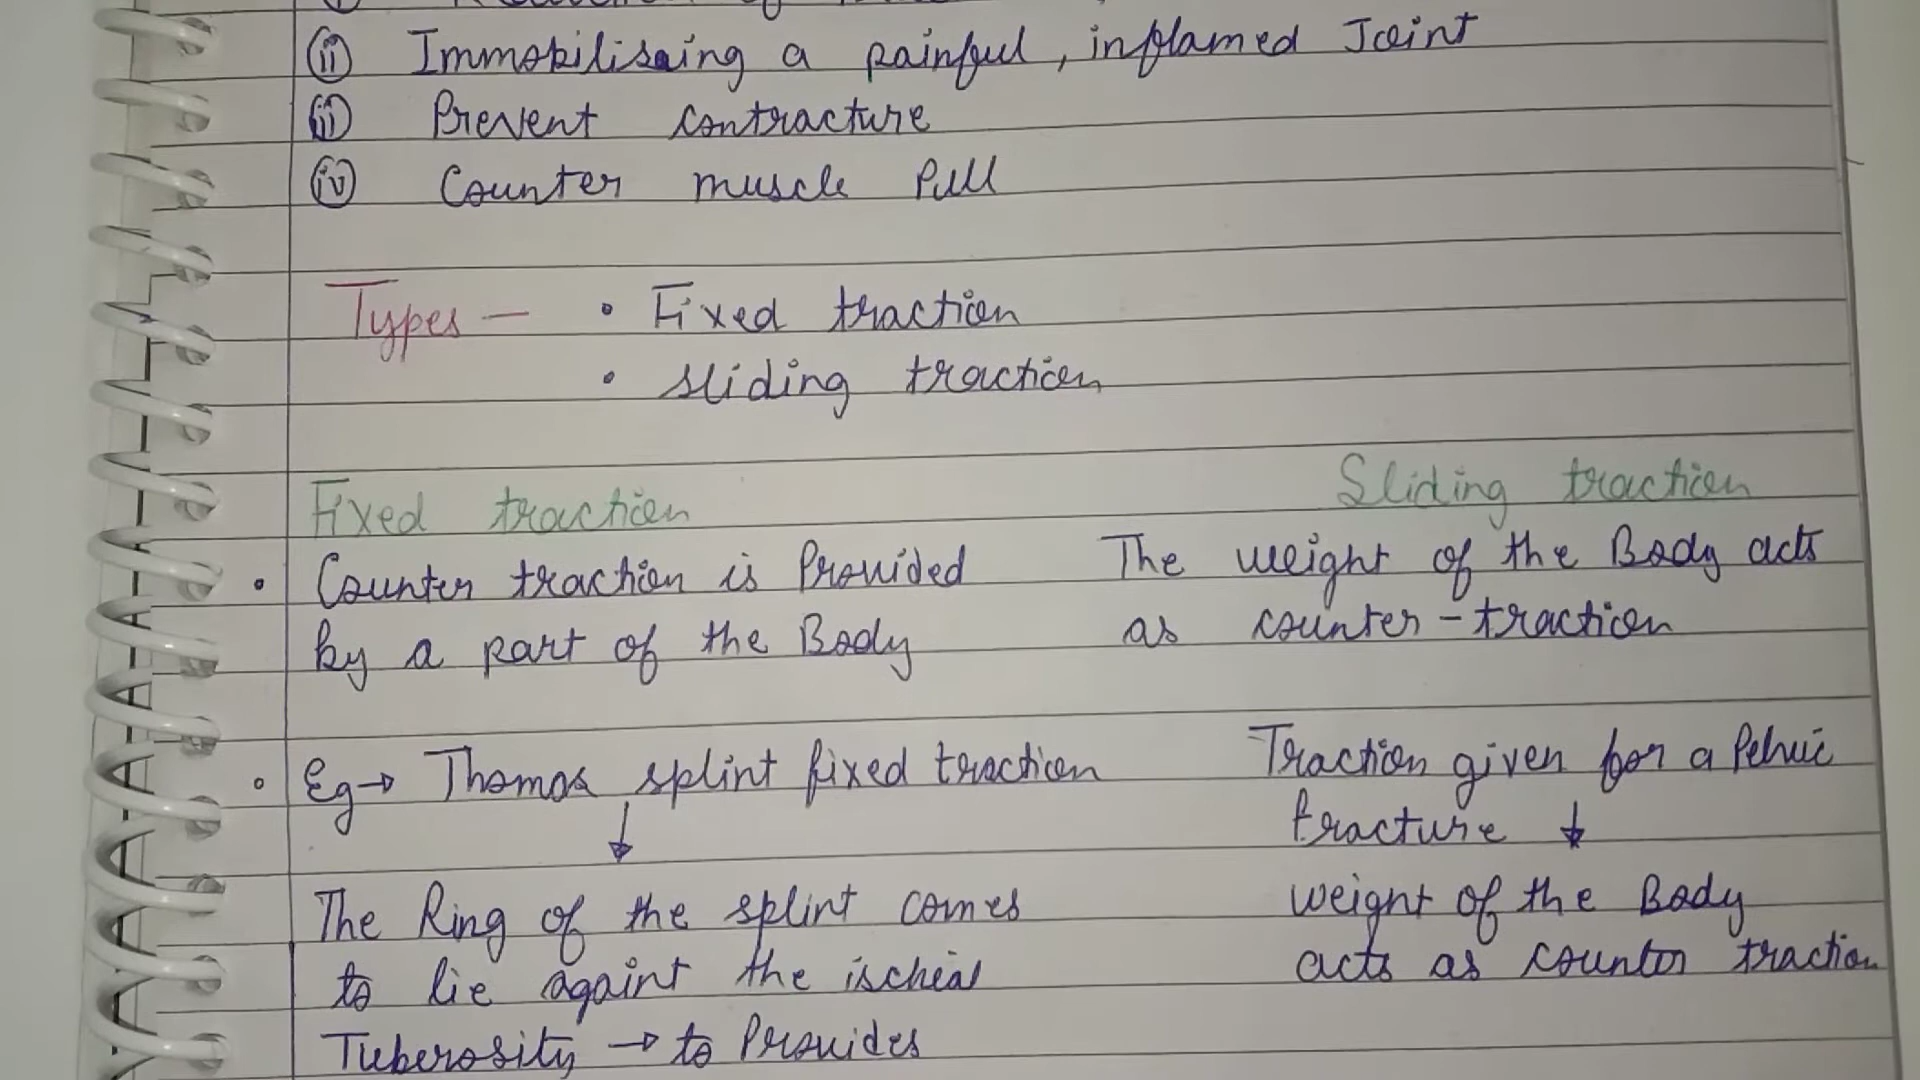 (ii) Immobilisaing a painful, inflamed Joint
(iii) Prevent contracture
(iv) Counter muscle Pull
Types - • Fixed traction
• sliding traction
Fixed traction
• Counter traction is Provided
by a part of the Body
• Eg→ Thomas splint fixed traction
↓
The Ring of the splint comes
to lie againt the ischeal
Tuberosity → to Provides
Sliding traction
The weight of the Body acts
as counter-traction
Traction given for a Pelvic
fracture ↓
weight of the Body
acts as counter traction